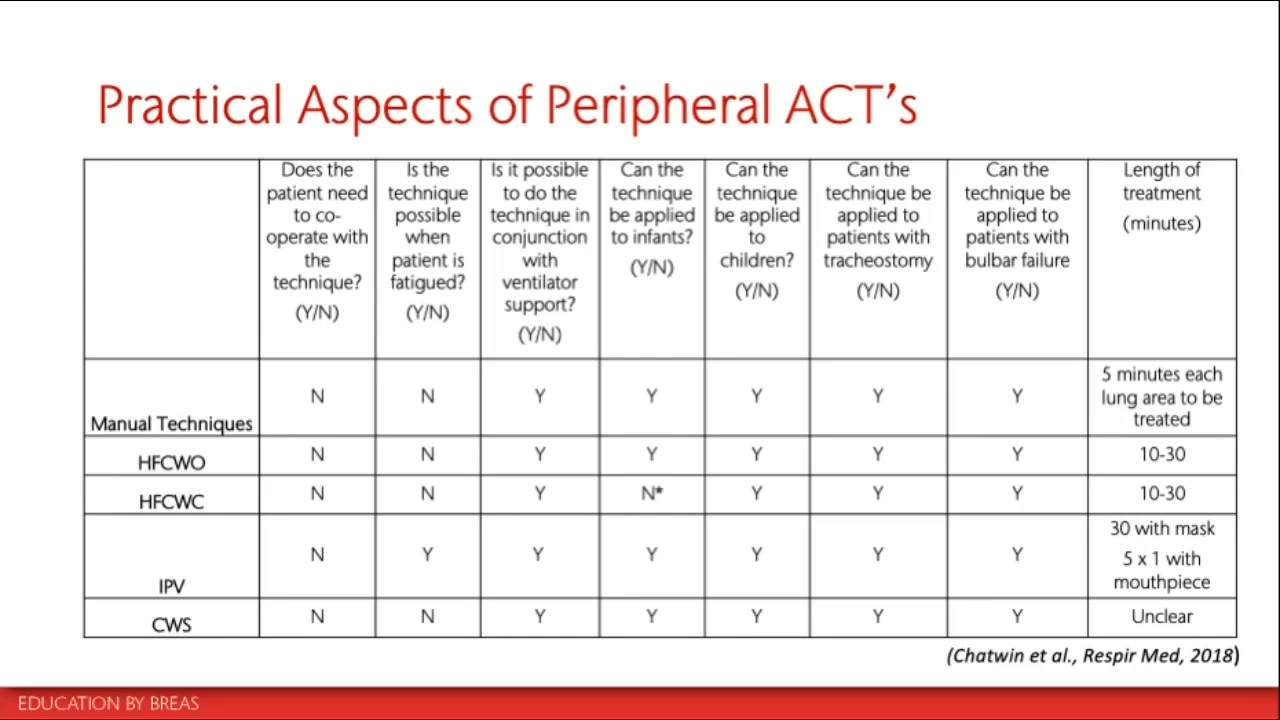 Practical Aspects of Peripheral ACT's
Does the patient need to co-operate with the technique? (Y/N)
Is the technique possible when patient is fatigued? (Y/N)
Is it possible to do the technique in conjunction with ventilator support? (Y/N)
Can the technique be applied to infants? (Y/N)
Can the technique be applied to children? (Y/N)
Can the technique be applied to patients with tracheostomy (Y/N)
Can the technique be applied to patients with bulbar failure (Y/N)
Length of treatment (minutes)
Manual Techniques N N Y Y Y Y Y 5 minutes each lung area to be treated
HFCWO N N Y Y Y Y Y 10-30
HFCWC N N Y N* Y Y Y 10-30
IPV N Y Y Y Y Y Y 30 with mask 5 x 1 with mouthpiece
CWS N N Y Y Y Y Y Unclear
(Chatwin et al., Respir Med, 2018)
EDUCATION BY BREAS